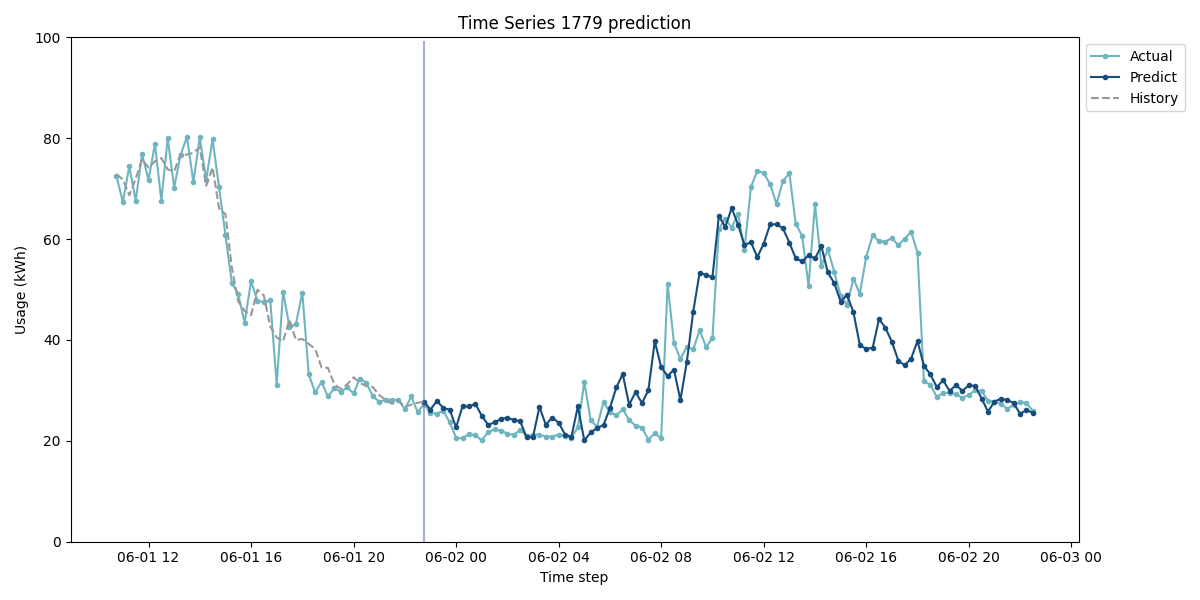 Time Series 1779 prediction
100
80
60
40
20
0
Usage (kWh)
06-01 12
06-01 16
06-01 20
06-02 00
06-02 04
06-02 08
06-02 12
06-02 16
06-02 20
06-03 00
Time step
Actual
Predict
History